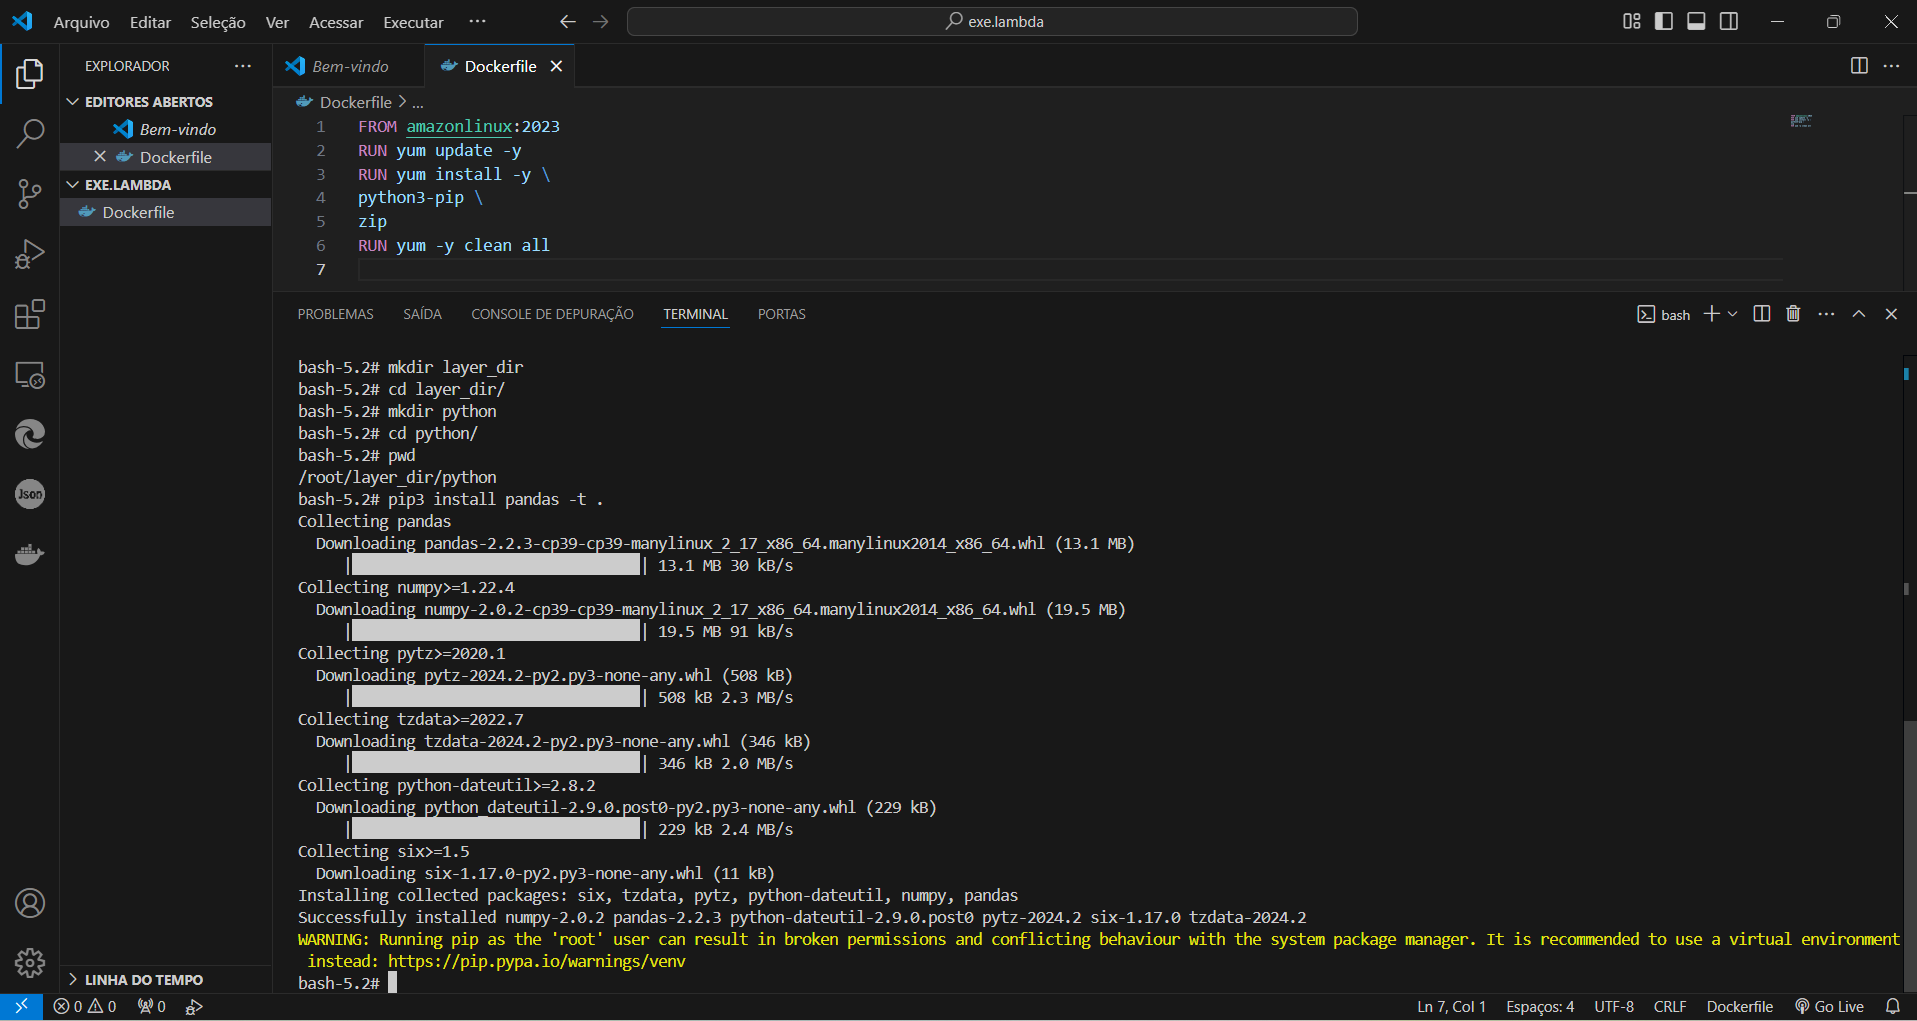 Arquivo Editar Seleção Ver Acessar Executar ··· exe.lambda
EXPLORADOR ···
EDITORES ABERTOS
Bem-vindo
Dockerfile
EXE.LAMBDA
Dockerfile
LINHA DO TEMPO
Json
Bem-vindo Dockerfile
Dockerfile > ...
1 FROM amazonlinux:2023
2 RUN yum update -y
3 RUN yum install -y \
4 python3-pip \
5 zip
6 RUN yum -y clean all
7
PROBLEMAS SAÍDA CONSOLE DE DEPURAÇÃO TERMINAL PORTAS bash
bash-5.2# mkdir layer_dir
bash-5.2# cd layer_dir/
bash-5.2# mkdir python
bash-5.2# cd python/
bash-5.2# pwd
/root/layer_dir/python
bash-5.2# pip3 install pandas -t .
Collecting pandas
Downloading pandas-2.2.3-cp39-cp39-manylinux_2_17_x86_64.manylinux2014_x86_64.whl (13.1 MB)
| | 13.1 MB 30 kB/s
Collecting numpy>=1.22.4
Downloading numpy-2.0.2-cp39-cp39-manylinux_2_17_x86_64.manylinux2014_x86_64.whl (19.5 MB)
| | 19.5 MB 91 kB/s
Collecting pytz>=2020.1
Downloading pytz-2024.2-py2.py3-none-any.whl (508 kB)
| | 508 kB 2.3 MB/s
Collecting tzdata>=2022.7
Downloading tzdata-2024.2-py2.py3-none-any.whl (346 kB)
| | 346 kB 2.0 MB/s
Collecting python-dateutil>=2.8.2
Downloading python_dateutil-2.9.0.post0-py2.py3-none-any.whl (229 kB)
| | 229 kB 2.4 MB/s
Collecting six>=1.5
Downloading six-1.17.0-py2.py3-none-any.whl (11 kB)
Installing collected packages: six, tzdata, pytz, python-dateutil, numpy, pandas
Successfully installed numpy-2.0.2 pandas-2.2.3 python-dateutil-2.9.0.post0 pytz-2024.2 six-1.17.0 tzdata-2024.2
WARNING: Running pip as the 'root' user can result in broken permissions and conflicting behaviour with the system package manager. It is recommended to use a virtual environment
instead: https://pip.pypa.io/warnings/venv
bash-5.2#
0 0 0 Ln 7, Col 1 Espaços: 4 UTF-8 CRLF Dockerfile Go Live